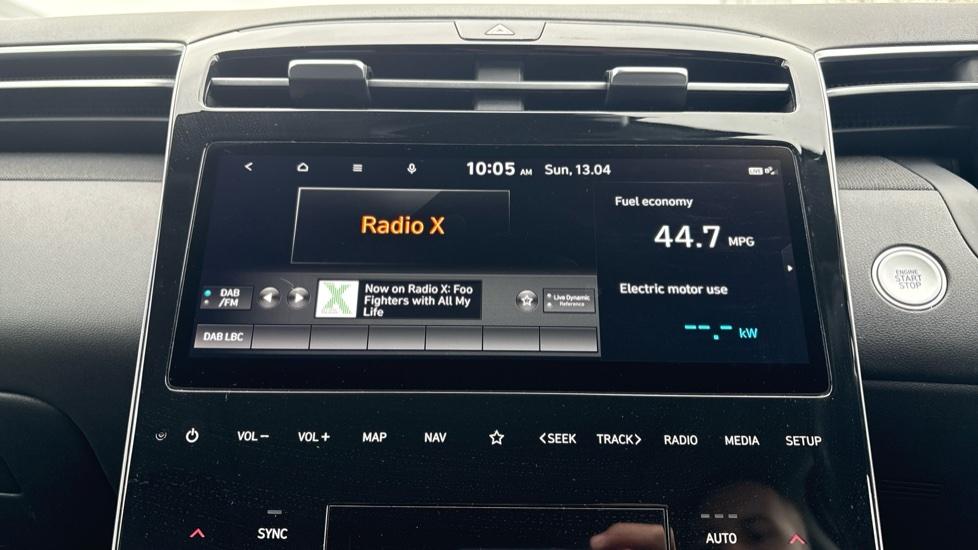 10:05 AM Sun, 13.04
LIVE
Radio X
Fuel economy
44.7 MPG
ENGINE
START
STOP
Electric motor use
--.- kW
DAB
/FM
X
Now on Radio X: Foo
Fighters with All My
Life
Live Dynamic
Reference
DAB LBC
VOL− VOL+ MAP NAV <SEEK TRACK> RADIO MEDIA SETUP
SYNC
AUTO